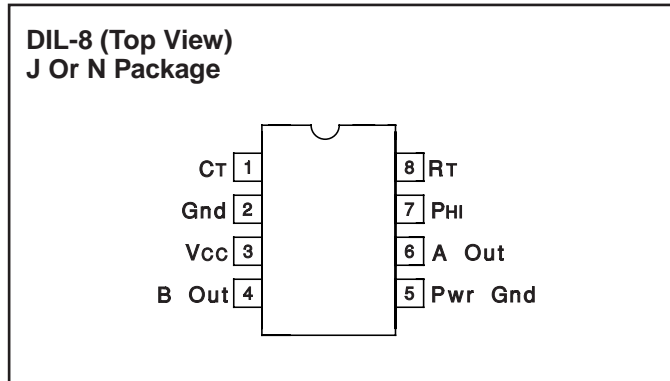 DIL-8 (Top View)
J Or N Package
CT 1 8 RT
Gnd 2 7 PHI
Vcc 3 6 A Out
B Out 4 5 Pwr Gnd